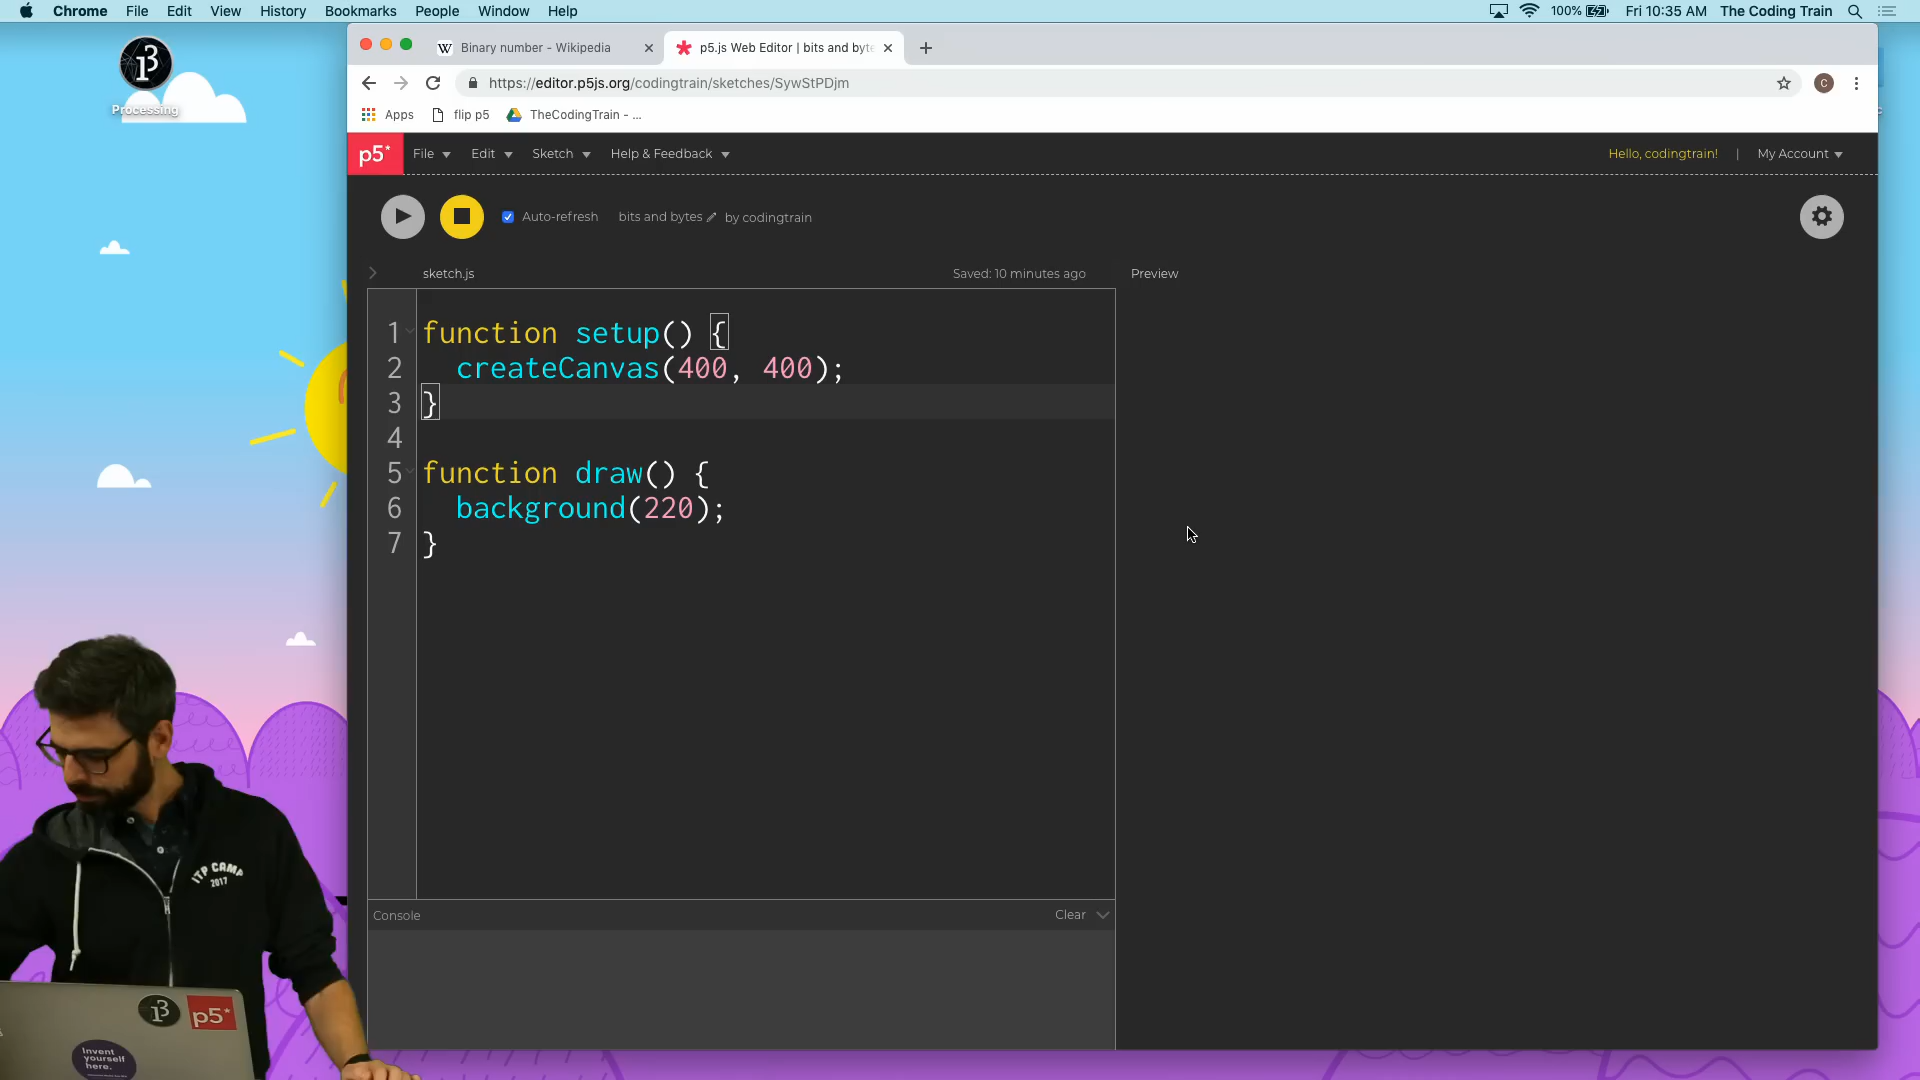 Chrome File Edit View History Bookmarks People Window Help
100% Fri 10:35 AM The Coding Train
Processing
W Binary number - Wikipedia
p5.js Web Editor | bits and byte
https://editor.p5js.org/codingtrain/sketches/SywStPDjm
C
Apps flip p5 TheCodingTrain - ...
p5* File Edit Sketch Help & Feedback
Hello, codingtrain! | My Account
Auto-refresh bits and bytes by codingtrain
> sketch.js Saved: 10 minutes ago Preview
1 function setup() {
2 createCanvas(400, 400);
3 }
4
5 function draw() {
6 background(220);
7 }
Console Clear
ITP CAMP
2017
p5*
Invent
yourself
here.